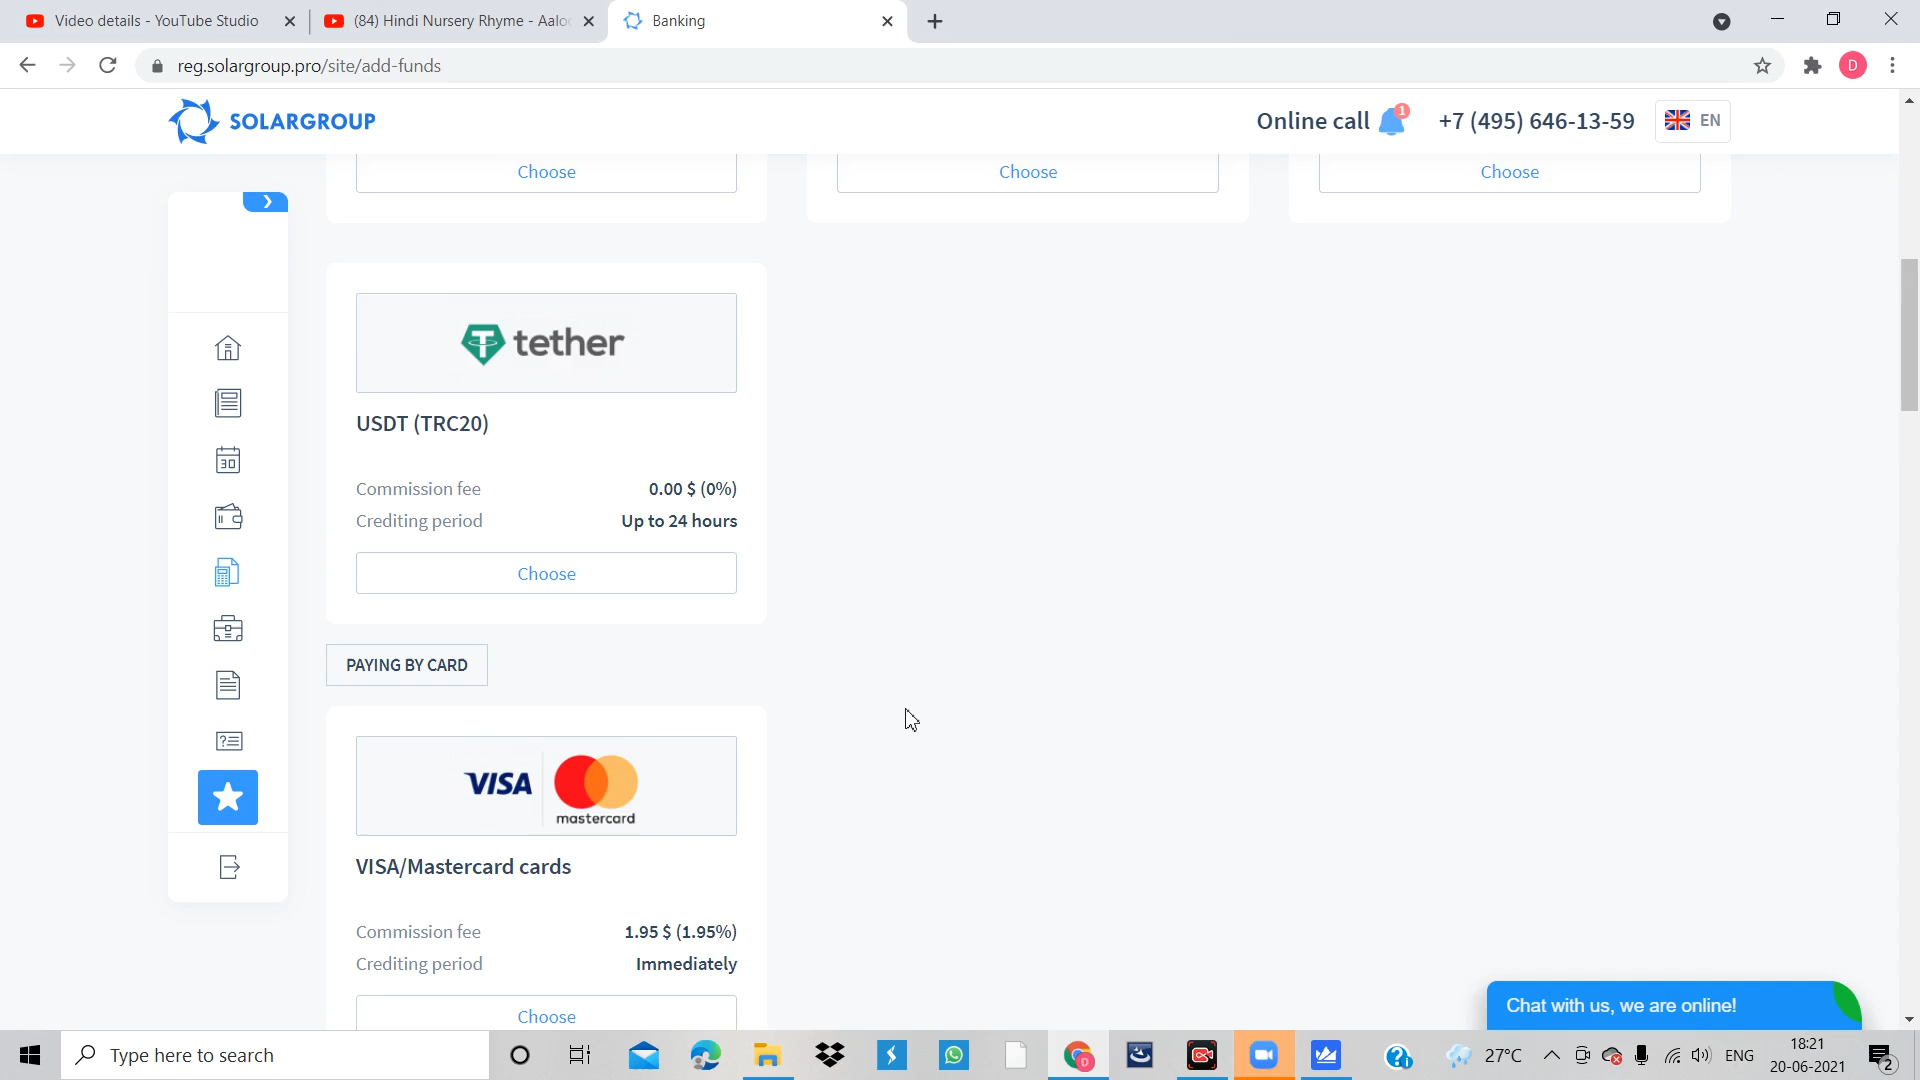 Video details - YouTube Studio
(84) Hindi Nursery Rhyme - Aaloo
Banking
reg.solargroup.pro/site/add-funds
D
SOLARGROUP
Online call
1
+7 (495) 646-13-59
EN
Choose
Choose
Choose
30
tether
USDT (TRC20)
Commission fee
0.00 $ (0%)
Crediting period
Up to 24 hours
Choose
PAYING BY CARD
VISA
mastercard
VISA/Mastercard cards
Commission fee
1.95 $ (1.95%)
Crediting period
Immediately
Choose
Chat with us, we are online!
Type here to search
D
27°C
ENG
18:21
20-06-2021
2